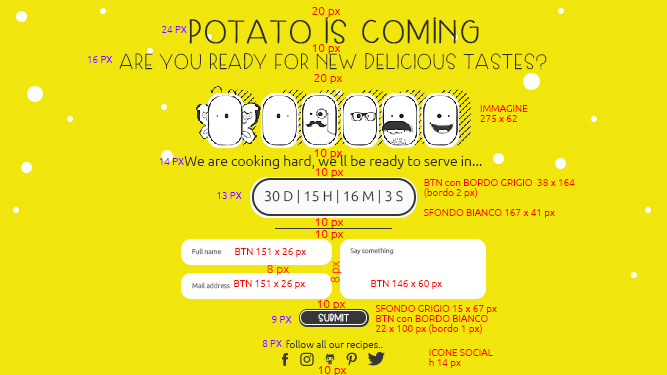 20 px
24 PX POTATO IS COMING
10 px
16 PX ARE YOU READY FOR NEW DELICIOUS TASTES?
20 px
IMMAGINE
275 x 62
10 px
14 PX We are cooking hard, we'll be ready to serve in...
10 px
13 PX 30 D | 15 H | 16 M | 3 S
BTN con BORDO GRIGIO 38 x 164
(bordo 2 px)
SFONDO BIANCO 167 x 41 px
10 px
10 px
Full name BTN 151 x 26 px
Say something
8 px
8 px
Mail address BTN 151 x 26 px
BTN 146 x 60 px
10 px
9 PX SUBMIT
SFONDO GRIGIO 15 x 67 px
BTN con BORDO BIANCO
22 x 100 px (bordo 1 px)
8 PX follow all our recipes..
ICONE SOCIAL
h 14 px
10 px